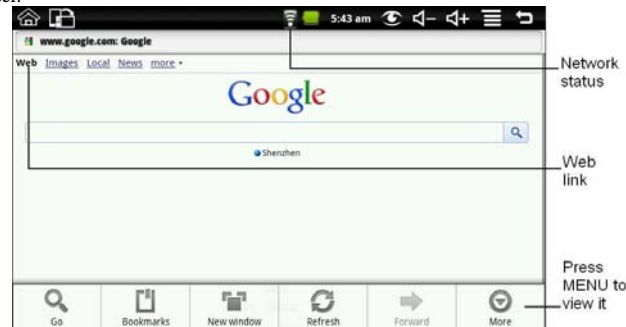 5:43 am
www.google.com: Google
Web Images Local News more
Network
status
Google
Shenzhen
Web
link
Press
MENU to
view it
Go Bookmarks New window Refresh Forward More